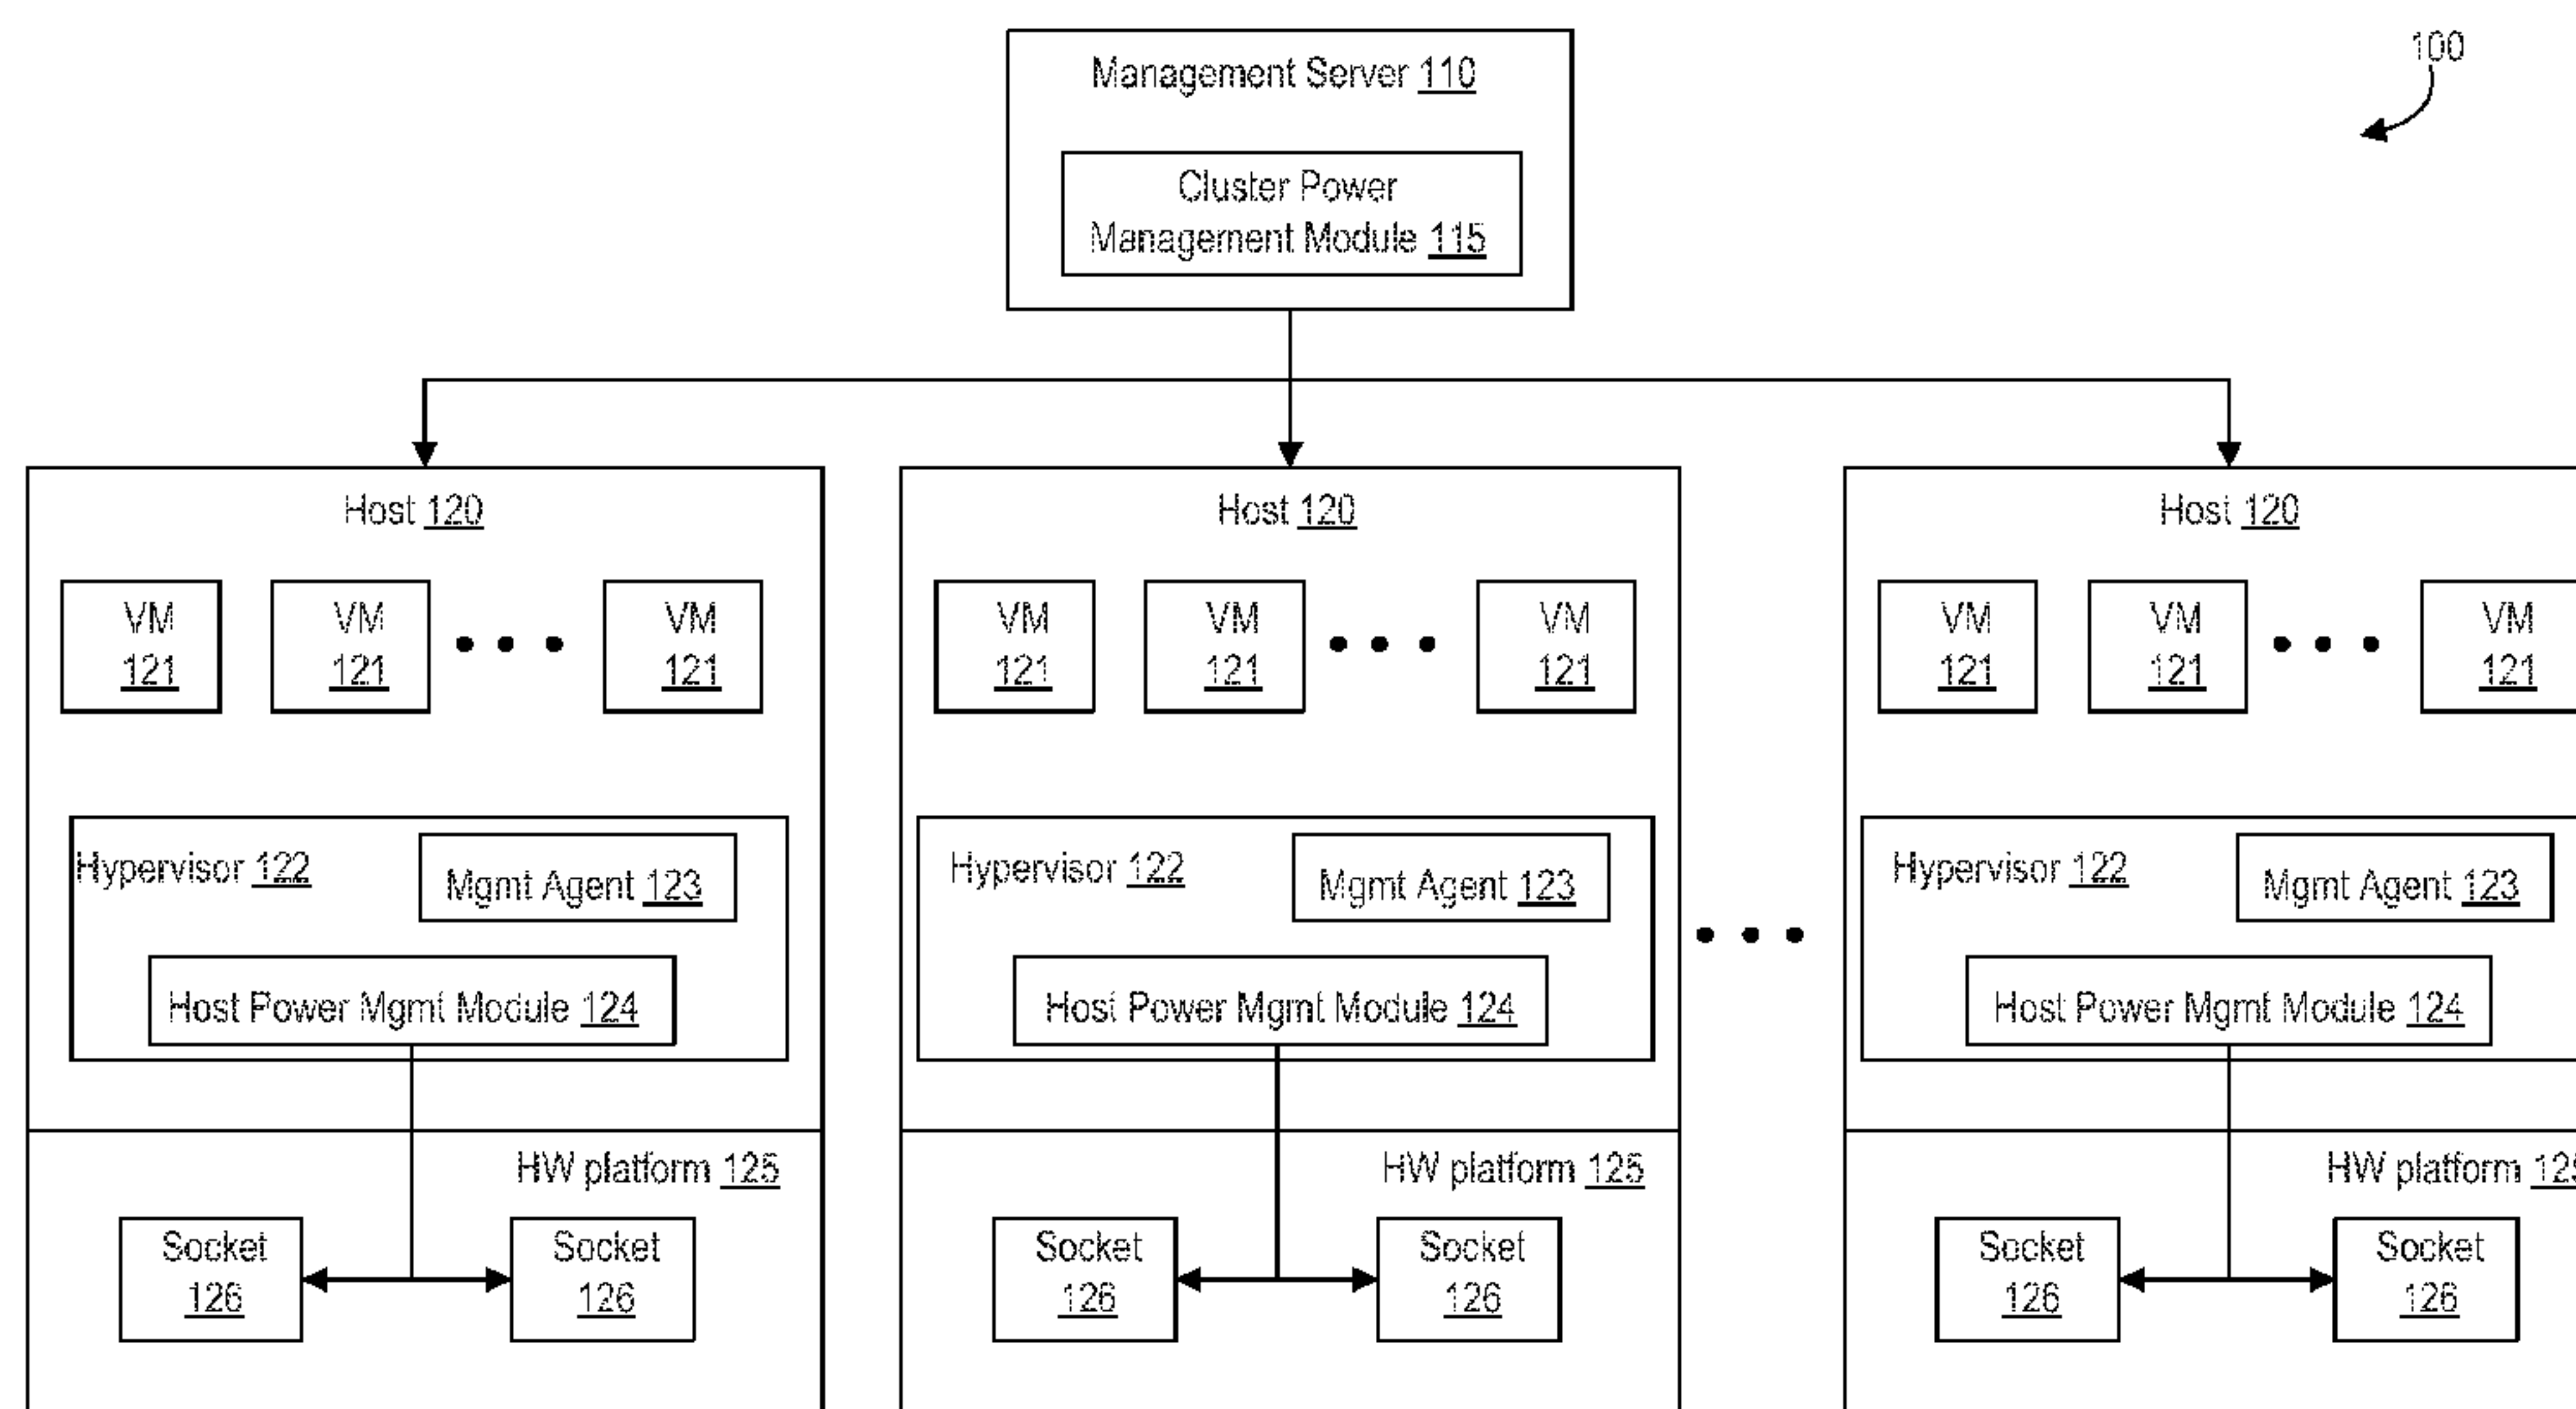 100
Management Server 110
Cluster Power
Management Module 115
Host 120
VM
121
VM
121
VM
121
Hypervisor 122
Mgmt Agent 123
Host Power Mgmt Module 124
HW platform 125
Socket
126
Socket
126
Host 120
VM
121
VM
121
VM
121
Hypervisor 122
Mgmt Agent 123
Host Power Mgmt Module 124
HW platform 125
Socket
126
Socket
126
Host 120
VM
121
VM
121
VM
121
Hypervisor 122
Mgmt Agent 123
Host Power Mgmt Module 124
HW platform 125
Socket
126
Socket
126